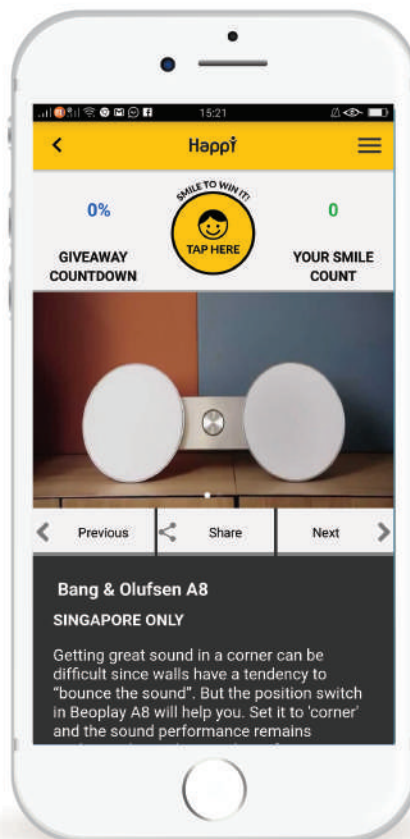 15:21
Happi
SMILE TO WIN IT!
0%
TAP HERE
0
GIVEAWAY
COUNTDOWN
YOUR SMILE
COUNT
Previous
Share
Next
Bang & Olufsen A8
SINGAPORE ONLY
Getting great sound in a corner can be
difficult since walls have a tendency to
“bounce the sound”. But the position switch
in Beoplay A8 will help you. Set it to 'corner'
and the sound performance remains